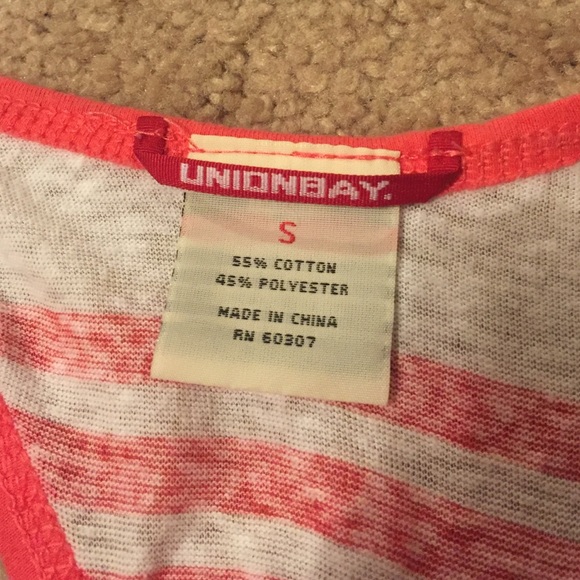 UNIONBAY.
S
55% COTTON
45% POLYESTER
MADE IN CHINA
RN 60307